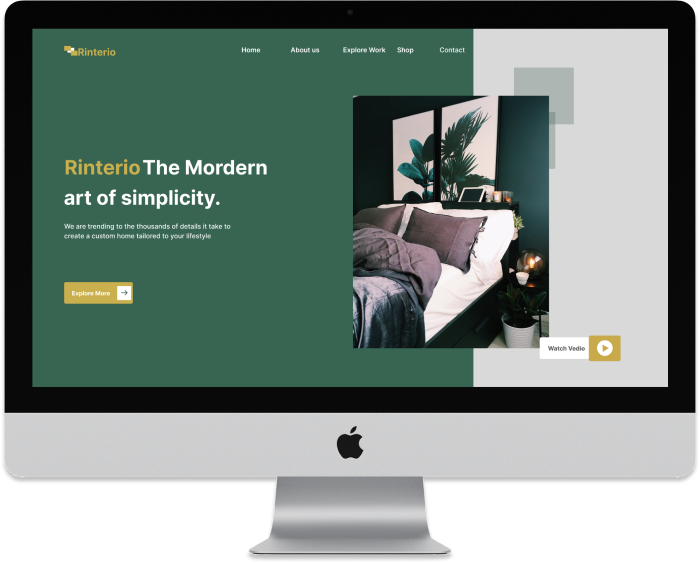 Rinterio
Home
About us
Explore Work
Shop
Contact
Rinterio The Mordern
art of simplicity.
We are trending to the thousands of details it take to
create a custom home tailored to your lifestyle
Explore More
Watch Vedio